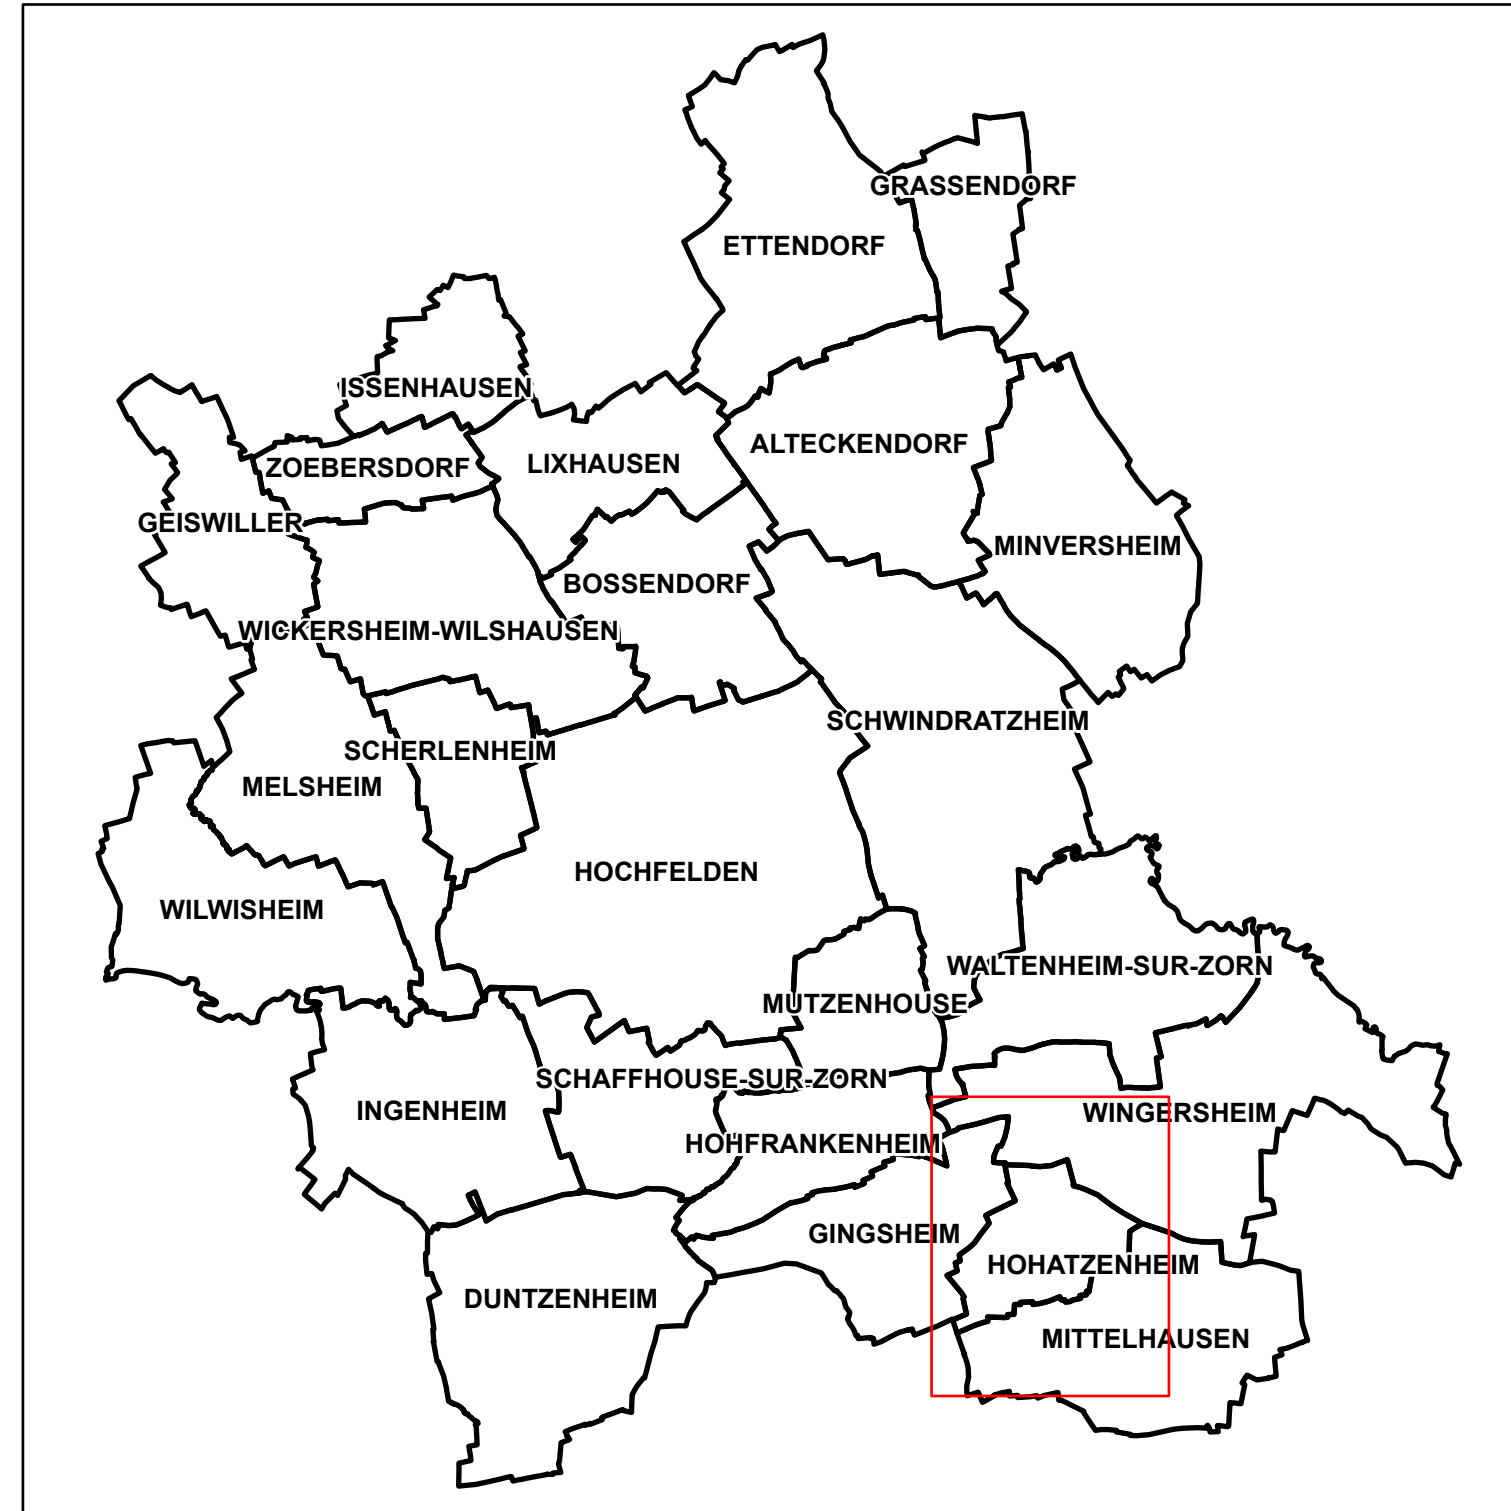 GRASSENDORF
ETTENDORF
ISSENHAUSEN
ALTECKENDORF
LIXHAUSEN
ZOEBERSDORF
GEISWILLER
MINVERSHEIM
BOSSENDORF
WICKERSHEIM-WILSHAUSEN
SCHWINDRATZHEIM
SCHERLENHEIM
MELSHEIM
HOCHFELDEN
WILWISHEIM
WALTENHEIM-SUR-ZORN
MUTZENHOUSE
SCHAFFHOUSE-SUR-ZORN
INGENHEIM
WINGERSHEIM
HOHFRANKENHEIM
GINGSHEIM
HOHATZENHEIM
DUNTZENHEIM
MITTELHAUSEN